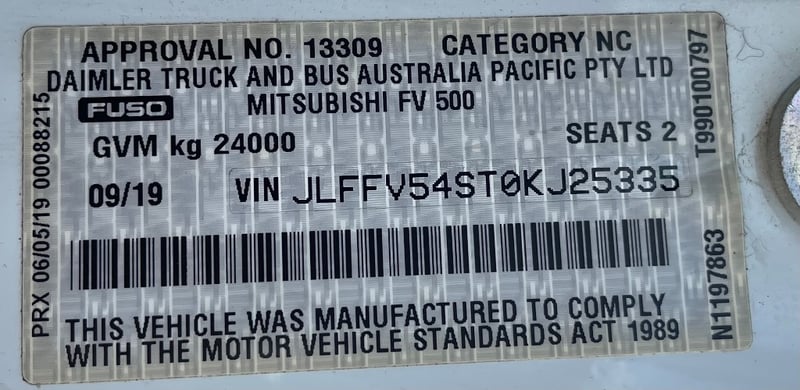 APPROVAL NO. 13309 CATEGORY NC
DAIMLER TRUCK AND BUS AUSTRALIA PACIFIC PTY LTD
FUSO MITSUBISHI FV 500
GVM kg 24000 SEATS 2
09/19 VIN JLFFV54ST0KJ25335
THIS VEHICLE WAS MANUFACTURED TO COMPLY
WITH THE MOTOR VEHICLE STANDARDS ACT 1989
PRX 06/05/19 00088215
T990100797
N1197863